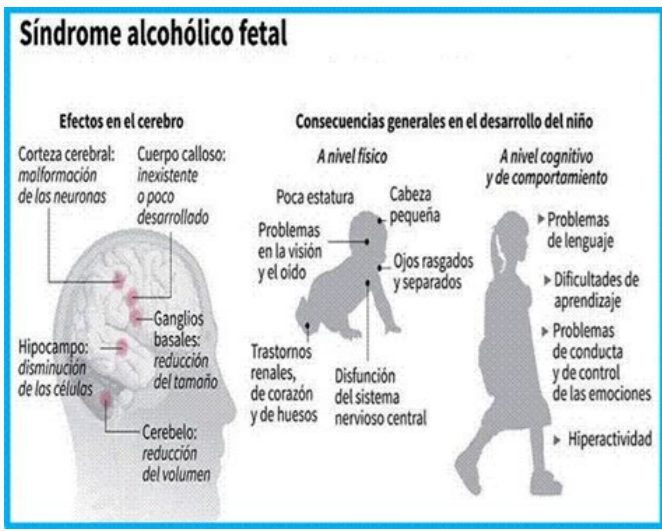 Síndrome alcohólico fetal
Efectos en el cerebro
Corteza cerebral:
malformación
de las neuronas
Cuerpo calloso:
inexistente
o poco
desarrollado
Ganglios
basales:
reducción
del tamaño
Hipocampo:
disminución
de las células
Cerebelo:
reducción
del volumen
Consecuencias generales en el desarrollo del niño
A nivel físico
Poca estatura
Cabeza
pequeña
Problemas
en la visión
y el oído
Ojos rasgados
y separados
Trastornos
renales,
de corazón
y de huesos
Disfunción
del sistema
nervioso central
A nivel cognitivo
y de comportamiento
Problemas
de lenguaje
Dificultades de
aprendizaje
Problemas
de conducta
y de control
de las emociones
Hiperactividad